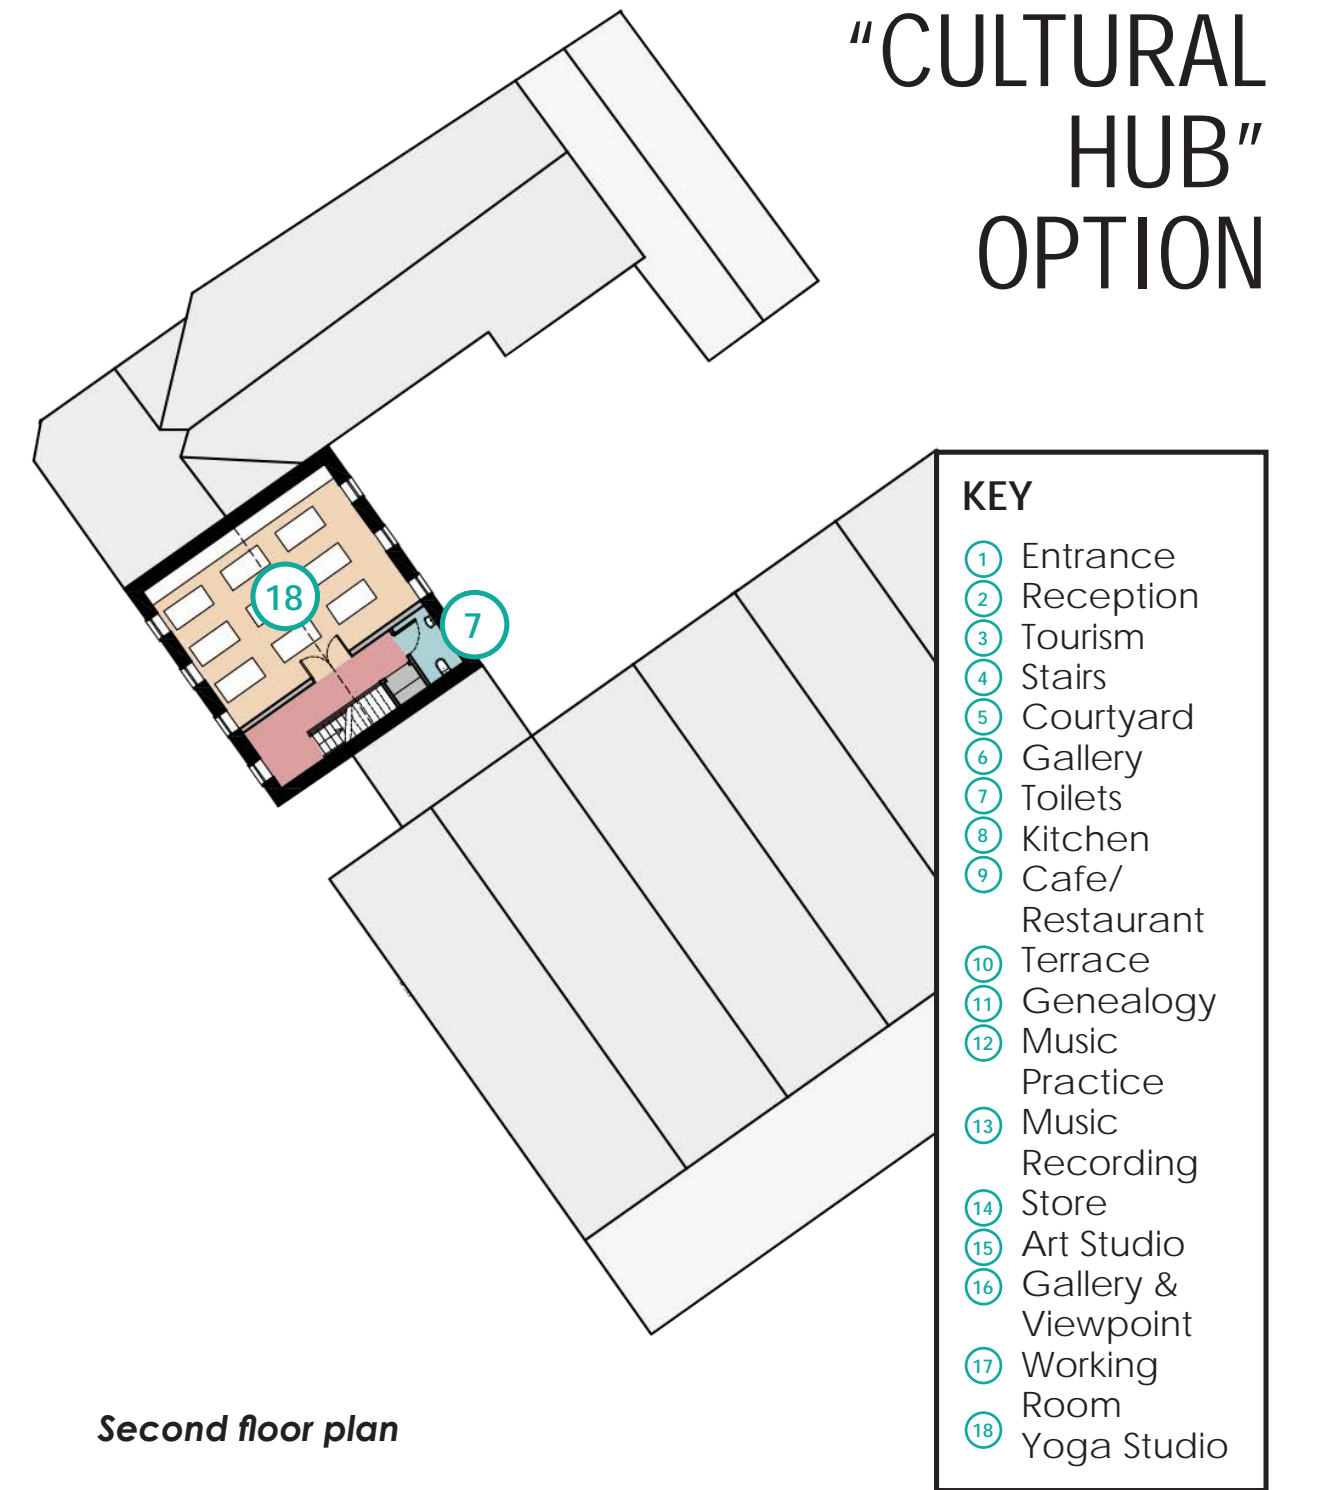 “CULTURAL
HUB”
OPTION
18
7
KEY
1 Entrance
2 Reception
3 Tourism
4 Stairs
5 Courtyard
6 Gallery
7 Toilets
8 Kitchen
9 Cafe/
Restaurant
10 Terrace
11 Genealogy
12 Music
Practice
13 Music
Recording
14 Store
15 Art Studio
16 Gallery &
Viewpoint
17 Working
Room
18 Yoga Studio
Second floor plan